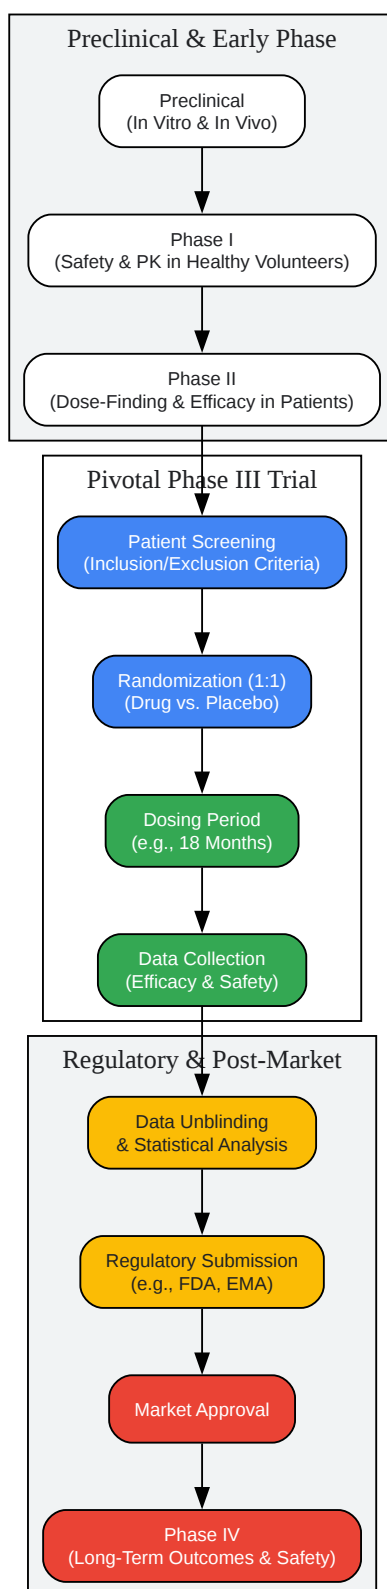 Preclinical & Early Phase
Preclinical
(In Vitro & In Vivo)
Phase I
(Safety & PK in Healthy Volunteers)
Phase II
(Dose-Finding & Efficacy in Patients)
Pivotal Phase III Trial
Patient Screening
(Inclusion/Exclusion Criteria)
Randomization (1:1)
(Drug vs. Placebo)
Dosing Period
(e.g., 18 Months)
Data Collection
(Efficacy & Safety)
Regulatory & Post-Market
Data Unblinding
& Statistical Analysis
Regulatory Submission
(e.g., FDA, EMA)
Market Approval
Phase IV
(Long-Term Outcomes & Safety)